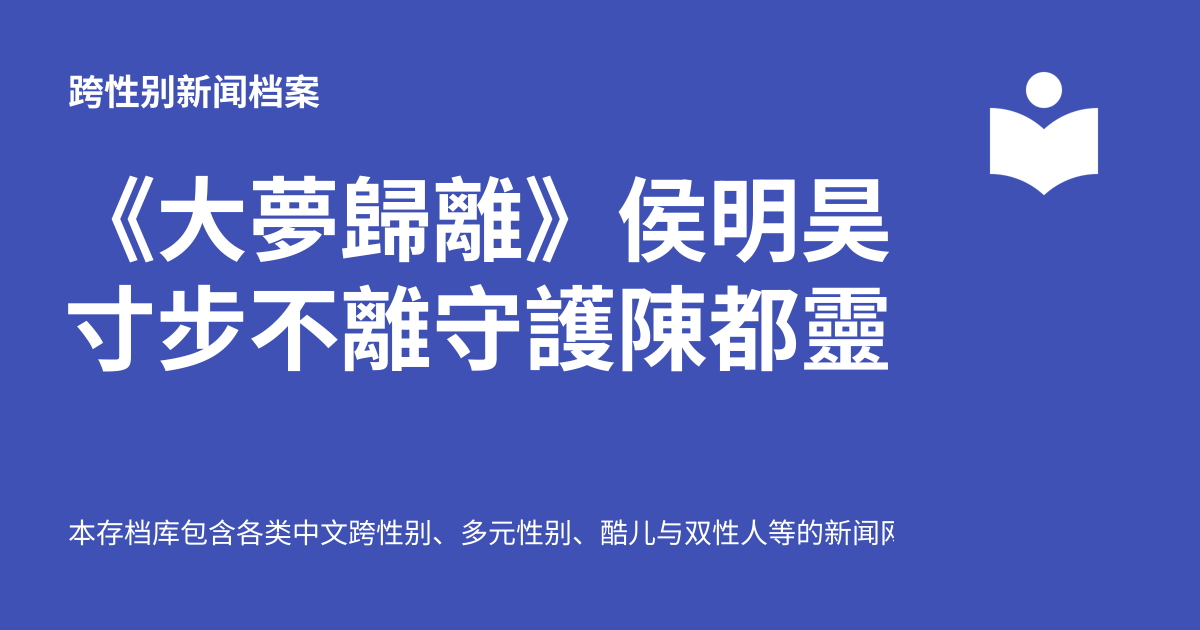 跨性别新闻档案
《大夢歸離》侯明昊
寸步不離守護陳都靈
本存档库包含各类中文跨性别、多元性别、酷儿与双性人等的新闻网